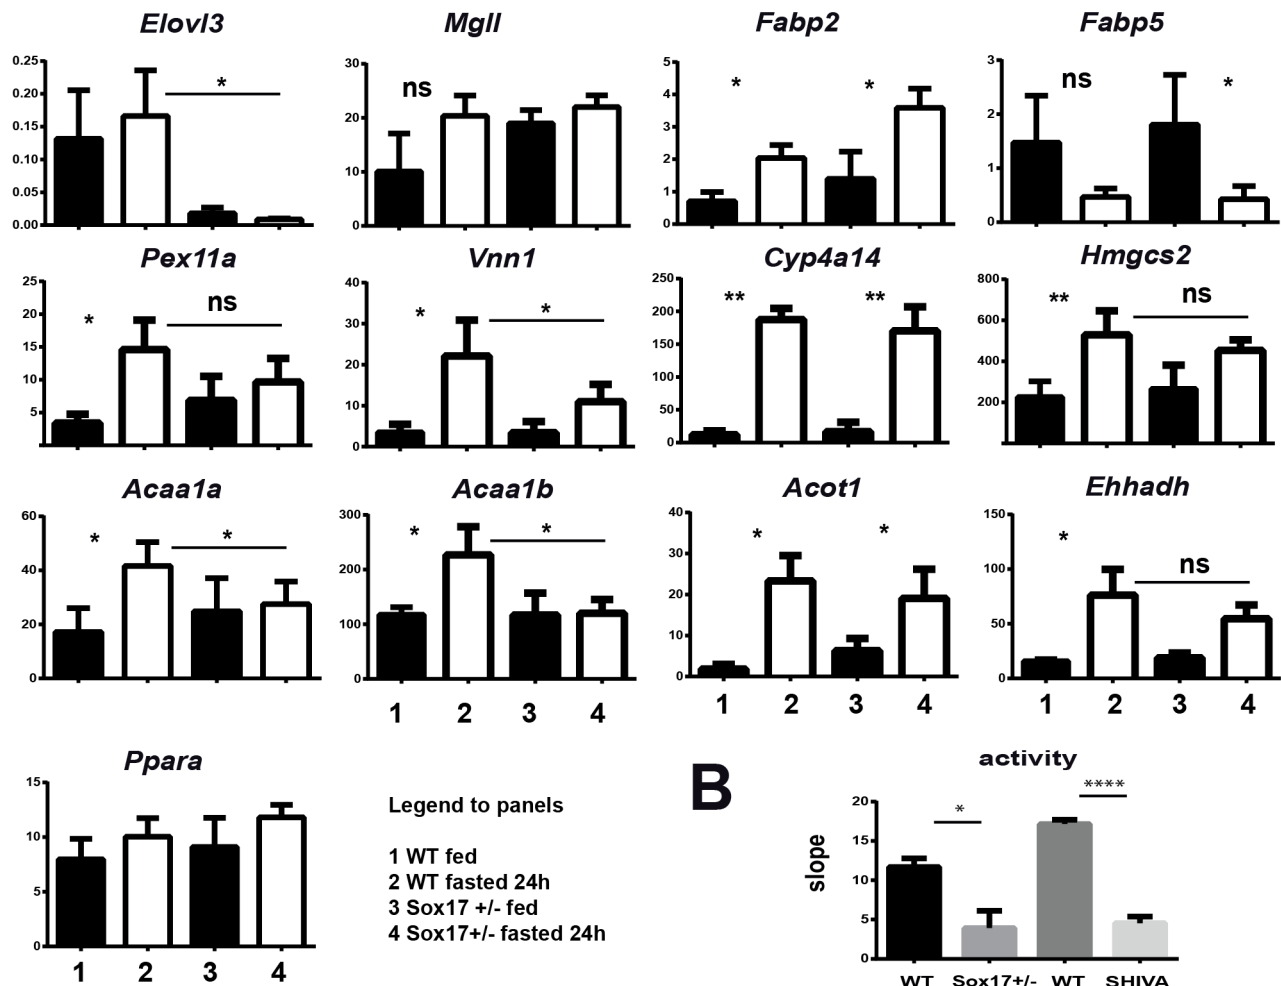 Elovl3 Mgll Fabp2 Fabp5
0.25 30 5 3
* ns * * ns *
0.20 4
0.15 20 3 2
0.10 10 2 1
0.05 1
0.00 0 0 0
Pex11a Vnn1 Cyp4a14 Hmgcs2
25 40 250 800
* ns * * ** ** ** ns
20 30 200 600
15 20 150 400
10 10 100 200
5 0 50
0
Acaa1a Acaa1b Acot1 Ehhadh
60 300 40 150
* * * * * * * ns
40 200 30 100
20 100 20 50
0 0 10 0
0
1 2 3 4 1 2 3 4 1 2 3 4
Ppara
15
10
5
0
1 2 3 4
Legend to panels
1 WT fed
2 WT fasted 24h
3 Sox17 +/- fed
4 Sox17+/- fasted 24h
B
activity
slope
20
15
10
5
0
* ****
WT Sox17+/- WT SHIVA